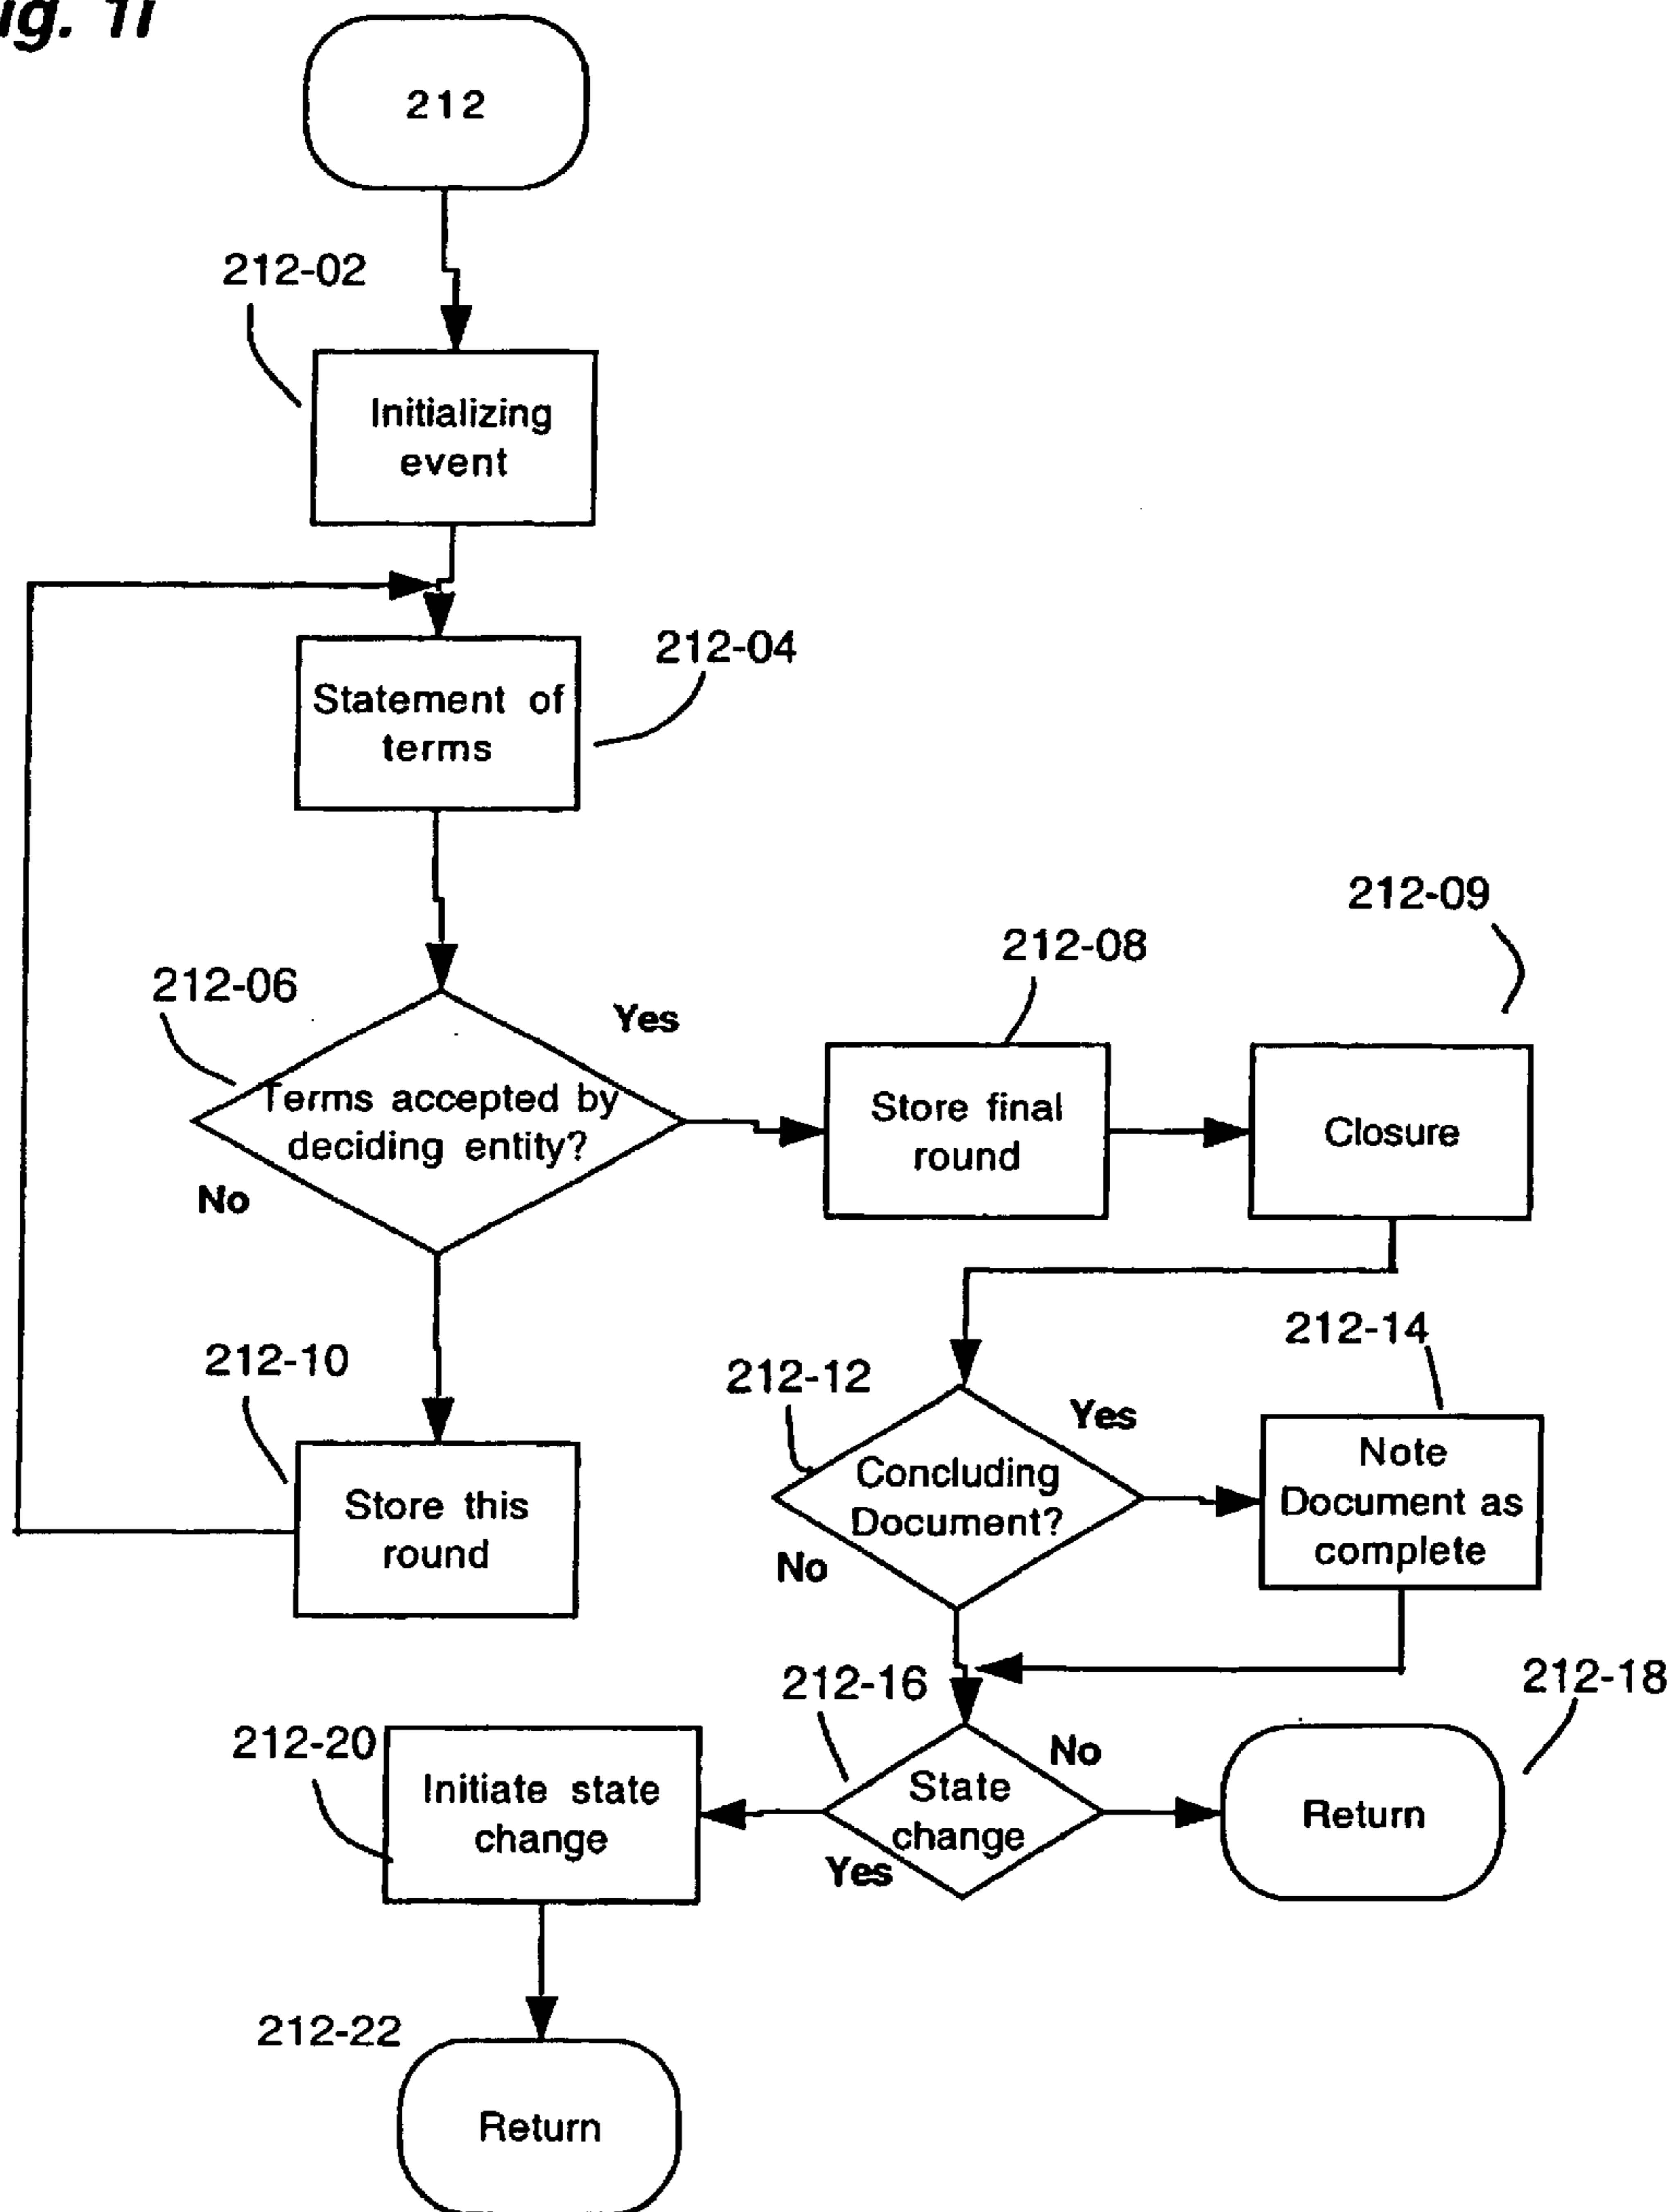 ig. 1i
212
212-02
Initializing
event
212-04
Statement of
terms
212-09
212-08
212-06
Yes
Terms accepted by
deciding entity?
No
Store final
round
Closure
212-14
212-10
212-12
Yes
Concluding
Document?
No
Note
Document as
complete
Store this
round
212-16
212-18
212-20
No
Initiate state
change
State
change
Yes
Return
212-22
Return